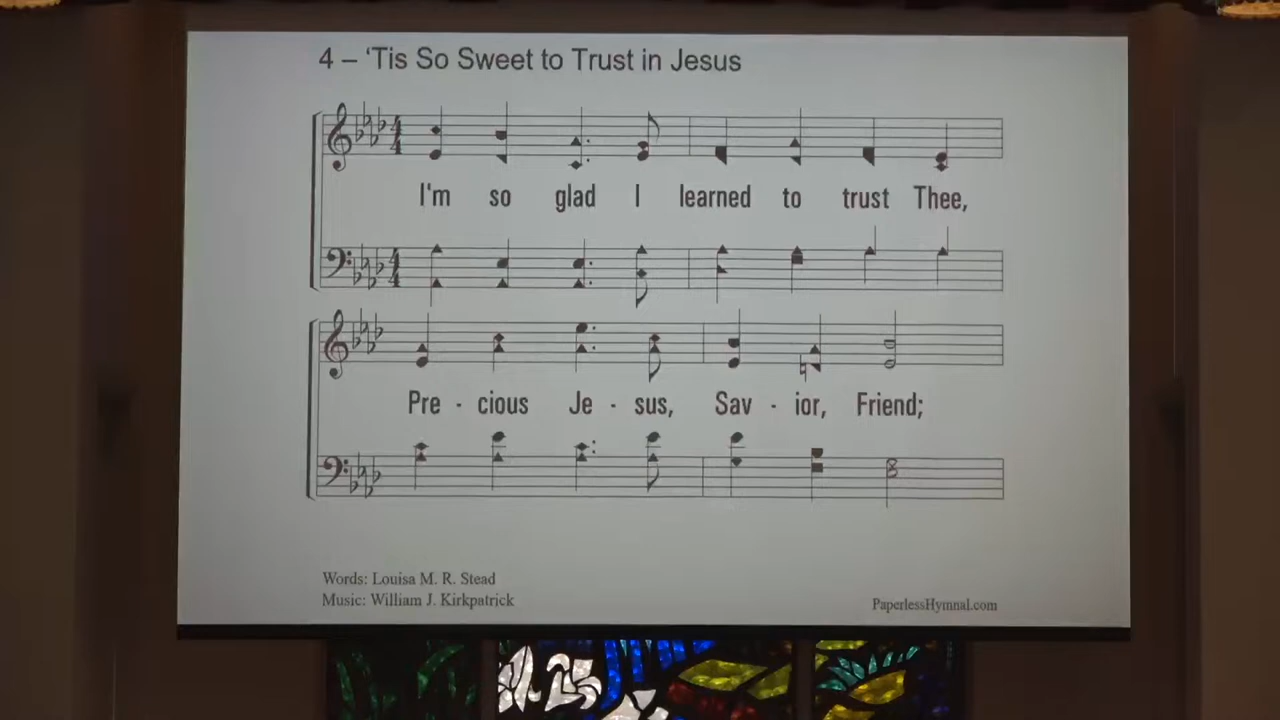 4 – ‘Tis So Sweet to Trust in Jesus
I'm so glad I learned to trust Thee,
Pre - cious Je - sus, Sav - ior, Friend;
Words: Louisa M. R. Stead
Music: William J. Kirkpatrick
PaperlessHymnal.com